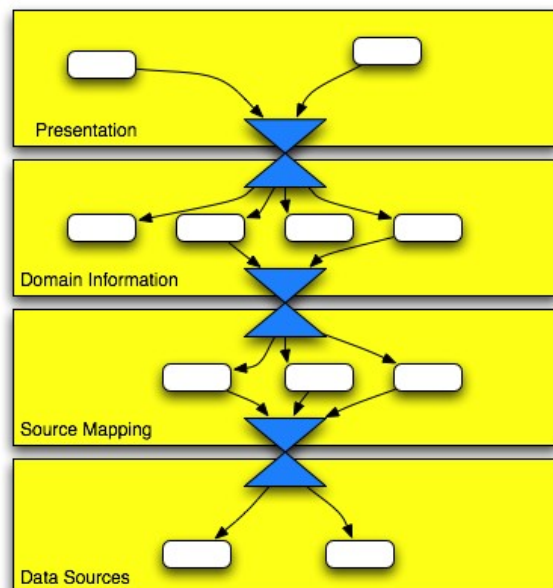 Presentation
Domain Information
Source Mapping
Data Sources